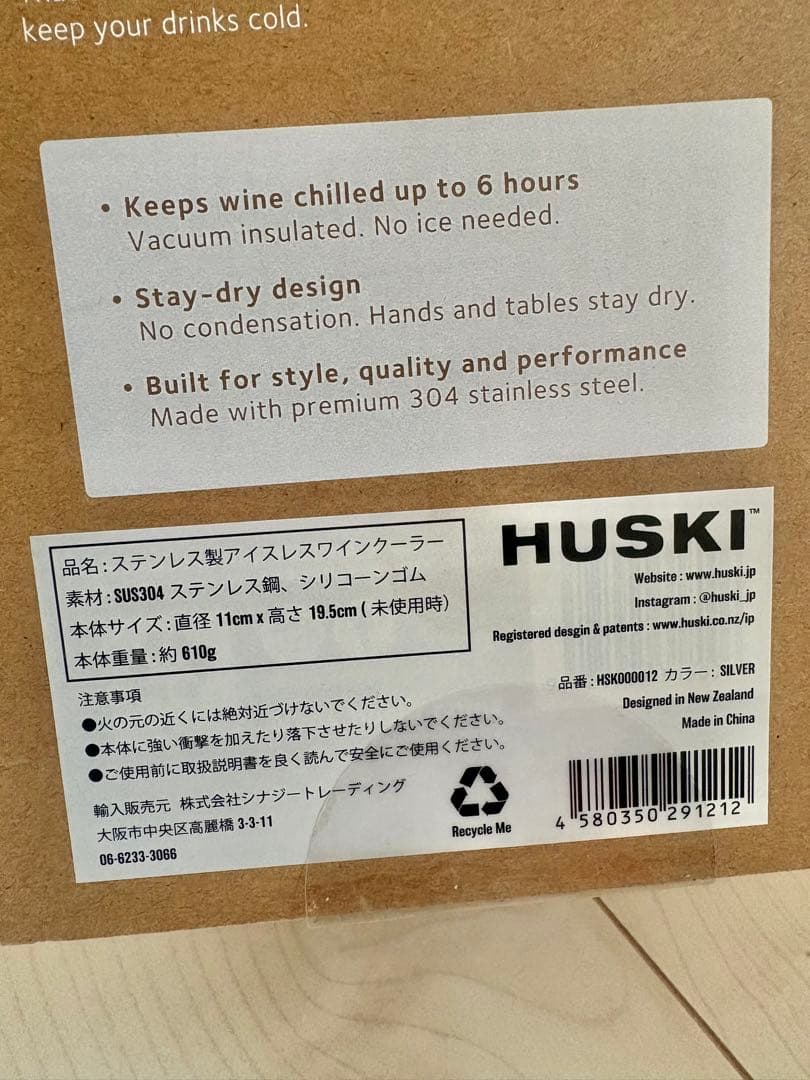 keep your drinks cold.
• Keeps wine chilled up to 6 hours
Vacuum insulated. No ice needed.
• Stay-dry design
No condensation. Hands and tables stay dry.
• Built for style, quality and performance
Made with premium 304 stainless steel.
品名:ステンレス製アイスレスワインクーラー
素材:SUS304 ステンレス鋼、シリコーンゴム
本体サイズ:直径 11cm x 高さ 19.5cm ( 未使用時)
本体重量:約 610g
注意事項
●火の元の近くには絶対近づけないでください。
●本体に強い衝撃を加えたり落下させたりしないでください。
●ご使用前に取扱説明書を良く読んで安全にご使用ください。
輸入販売元 株式会社シナジートレーディング
大阪市中央区高麗橋 3-3-11
06-6233-3066
Recycle Me
HUSKI™
Website : www.huski.jp
Instagram : @huski_jp
Registered desgin & patents : www.huski.co.nz/ip
品番 : HSK000012 カラー : SILVER
Designed in New Zealand
Made in China
4 580350 291212